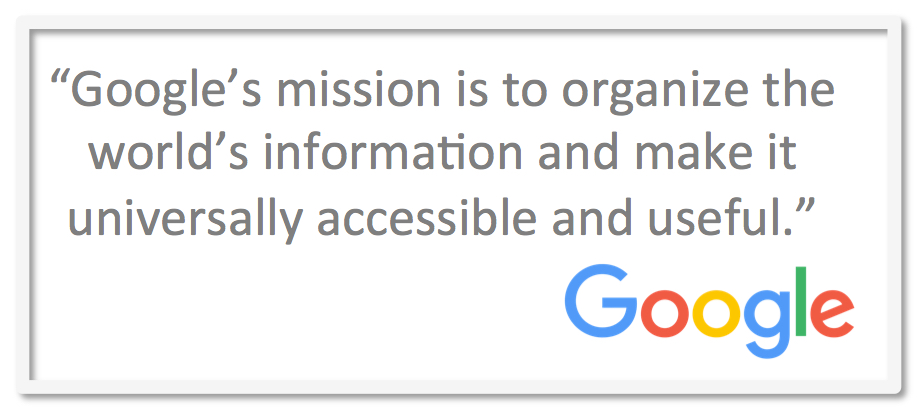 “Google’s mission is to organize the
world’s information and make it
universally accessible and useful.”
Google